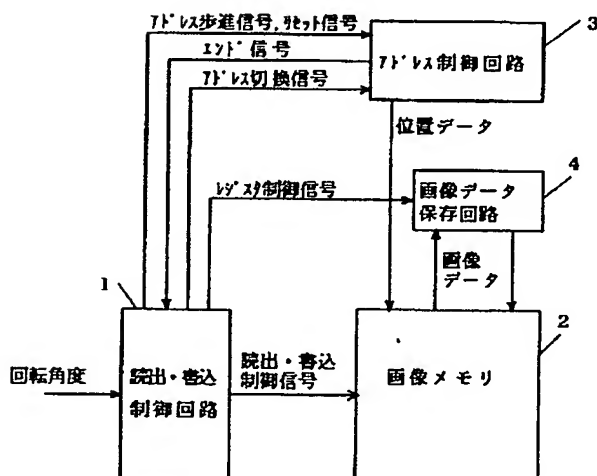 アドレス歩進信号,リセット信号
エンド信号
アドレス切換信号
アドレス制御回路
3
位置データ
レジスタ制御信号
画像データ
保存回路
4
画像
データ
1
2
回転角度
読出・書込
制御回路
読出・書込
制御信号
画像メモリ